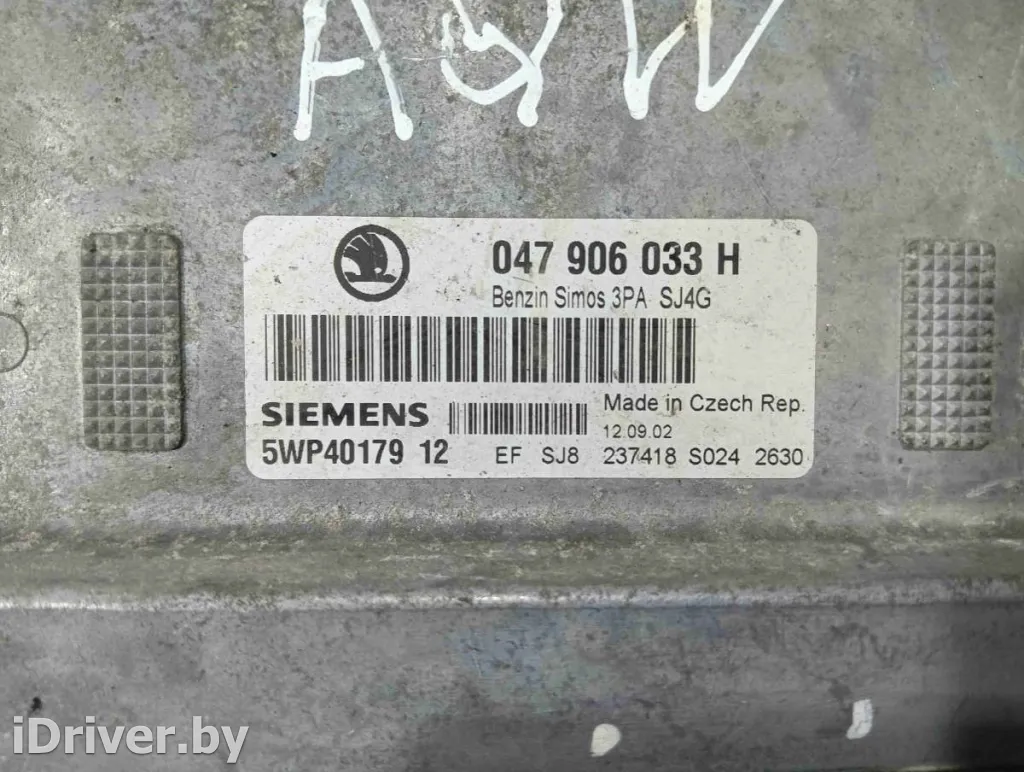 047 906 033 H
Benzin Simos 3PA SJ4G
SIEMENS
Made in Czech Rep.
12.09.02
5WP40179 12
EF SJ8 237418 S024 2630
iDriver.by